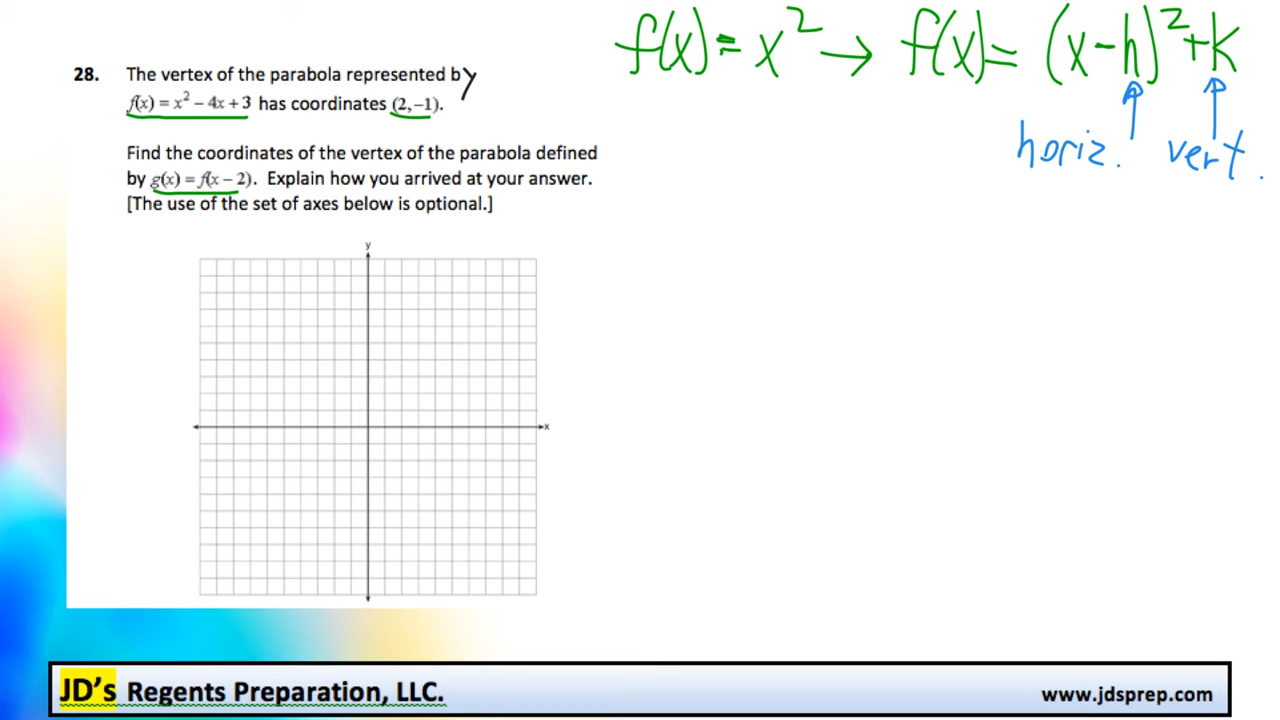 f(x) = x² → f(x) = (x-h)² + k
horiz. vert.
28. The vertex of the parabola represented by
f(x) = x² − 4x + 3 has coordinates (2,−1).
Find the coordinates of the vertex of the parabola defined
by g(x) = f(x − 2). Explain how you arrived at your answer.
[The use of the set of axes below is optional.]
y
x
JD's Regents Preparation, LLC.
www.jdsprep.com